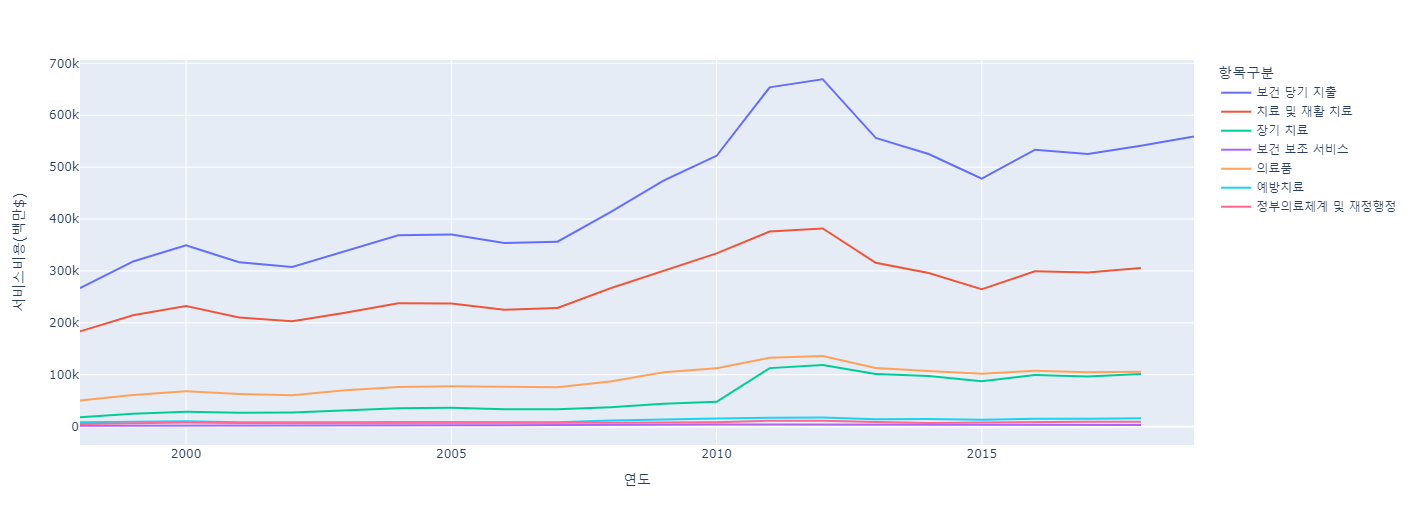 700k
600k
500k
400k
300k
200k
100k
0
서비스비용(백만$)
2000
2005
2010
2015
연도
항목구분
보건 당기 지출
치료 및 재활 치료
장기 치료
보건 보조 서비스
의료품
예방치료
정부의료체계 및 재정행정